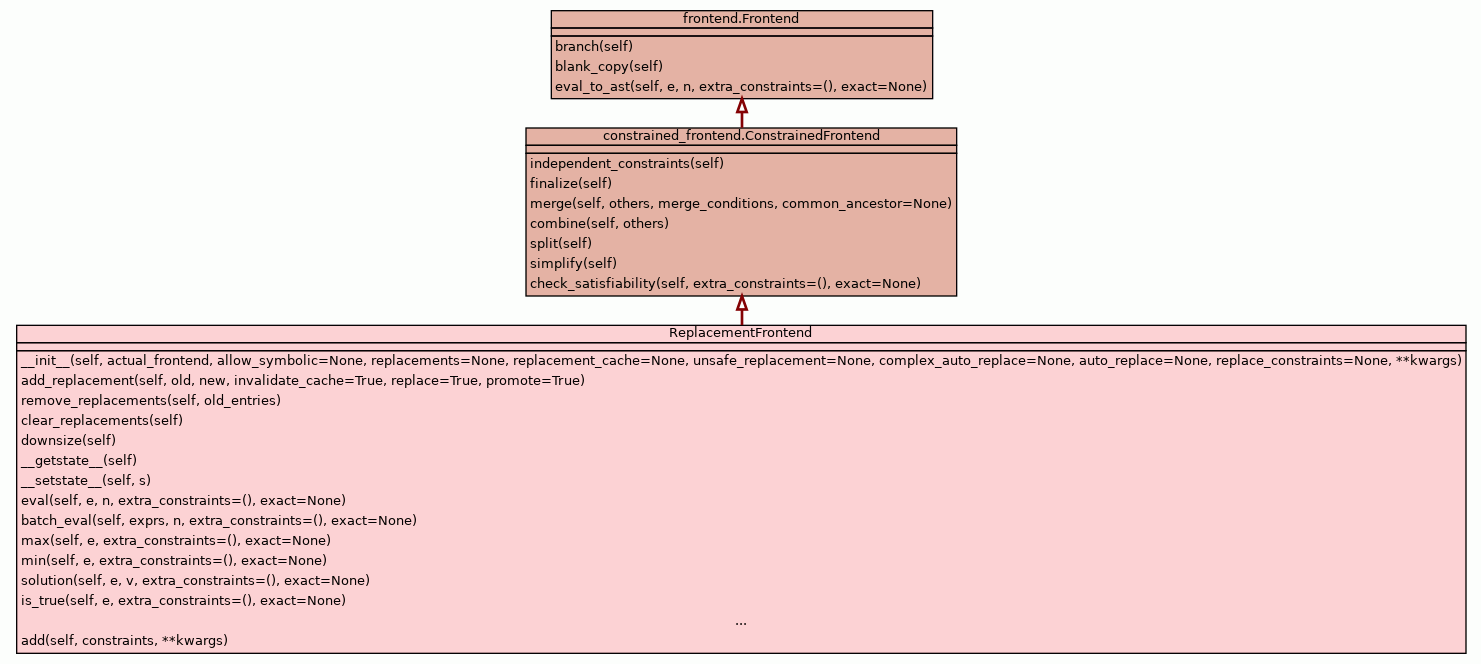 frontend.Frontend
branch(self)
blank_copy(self)
eval_to_ast(self, e, n, extra_constraints=(), exact=None)
constrained_frontend.ConstrainedFrontend
independent_constraints(self)
finalize(self)
merge(self, others, merge_conditions, common_ancestor=None)
combine(self, others)
split(self)
simplify(self)
check_satisfiability(self, extra_constraints=(), exact=None)
ReplacementFrontend
__init__(self, actual_frontend, allow_symbolic=None, replacements=None, replacement_cache=None, unsafe_replacement=None, complex_auto_replace=None, auto_replace=None, replace_constraints=None, **kwargs)
add_replacement(self, old, new, invalidate_cache=True, replace=True, promote=True)
remove_replacements(self, old_entries)
clear_replacements(self)
downsize(self)
__getstate__(self)
__setstate__(self, s)
eval(self, e, n, extra_constraints=(), exact=None)
batch_eval(self, exprs, n, extra_constraints=(), exact=None)
max(self, e, extra_constraints=(), exact=None)
min(self, e, extra_constraints=(), exact=None)
solution(self, e, v, extra_constraints=(), exact=None)
is_true(self, e, extra_constraints=(), exact=None)
...
add(self, constraints, **kwargs)